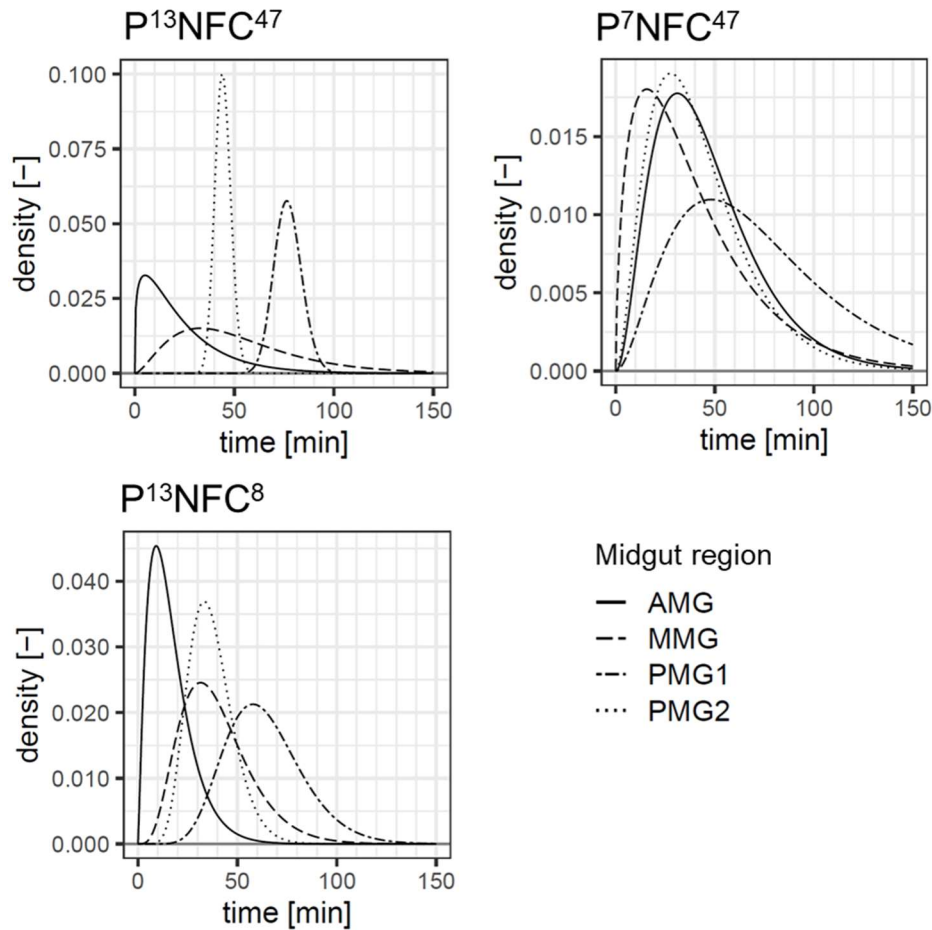 P¹³NFC⁴⁷
density [−]
0.100
0.075
0.050
0.025
0.000
0 50 100 150
time [min]
P⁷NFC⁴⁷
density [−]
0.015
0.010
0.005
0.000
0 50 100 150
time [min]
P¹³NFC⁸
density [−]
0.040
0.030
0.020
0.010
0.000
0 50 100 150
time [min]
Midgut region
AMG
MMG
PMG1
PMG2